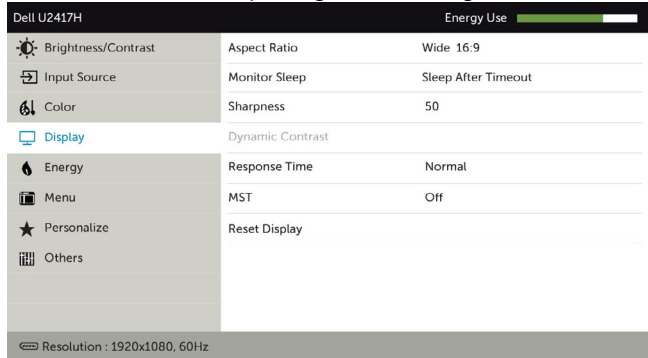 Dell U2417H Energy Use
Brightness/Contrast Aspect Ratio Wide 16:9
Input Source Monitor Sleep Sleep After Timeout
Color Sharpness 50
Display Dynamic Contrast
Energy Response Time Normal
Menu MST Off
Personalize Reset Display
Others
Resolution : 1920x1080, 60Hz